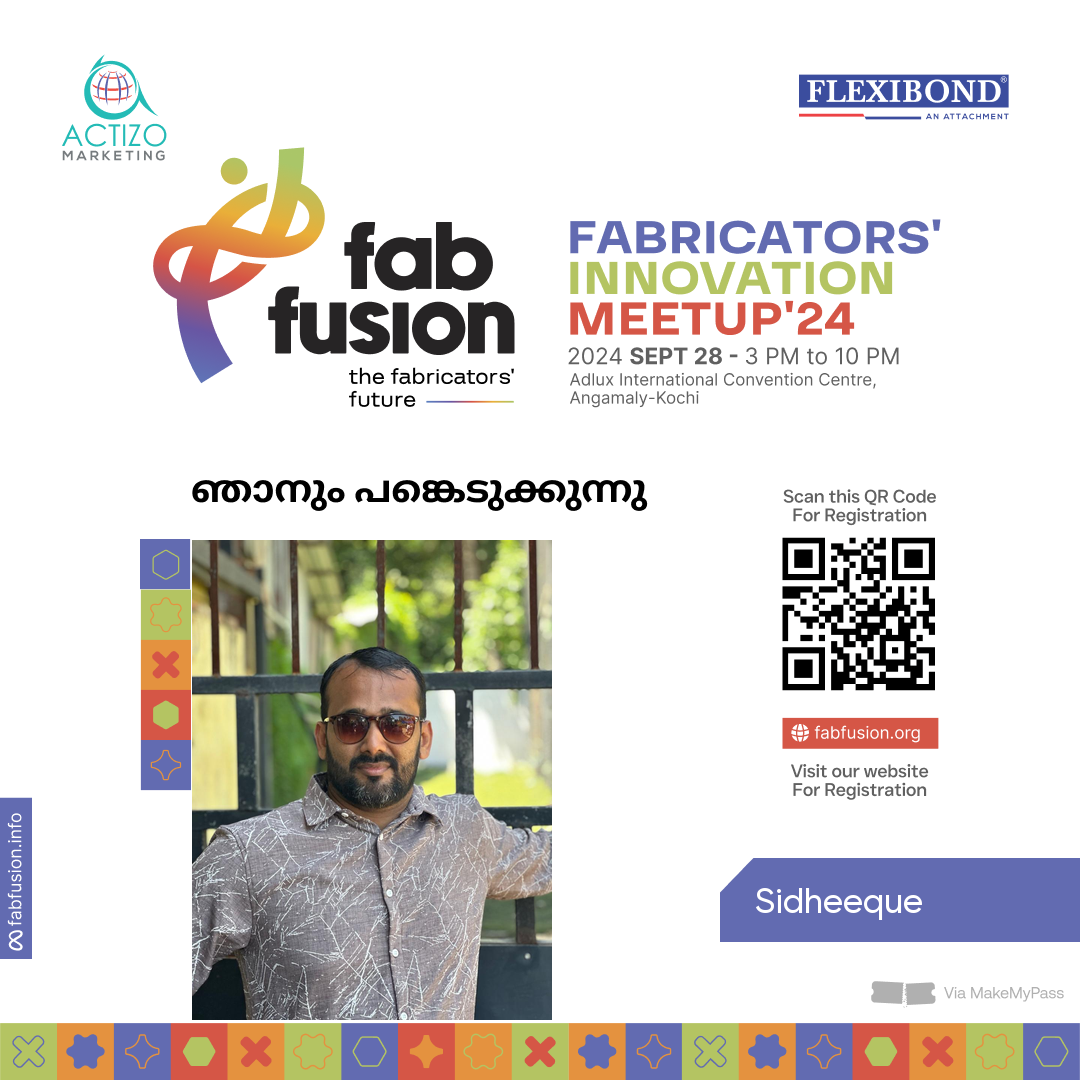 ACTIZO
MARKETING
FLEXIBOND®
AN ATTACHMENT
fab
fusion
the fabricators'
future
FABRICATORS'
INNOVATION
MEETUP'24
2024 SEPT 28 - 3 PM to 10 PM
Adlux International Convention Centre,
Angamaly-Kochi
ഞാനും പങ്കെടുക്കുന്നു
Scan this QR Code
For Registration
fabfusion.org
Visit our website
For Registration
fabfusion.info
Sidheeque
Via MakeMyPass